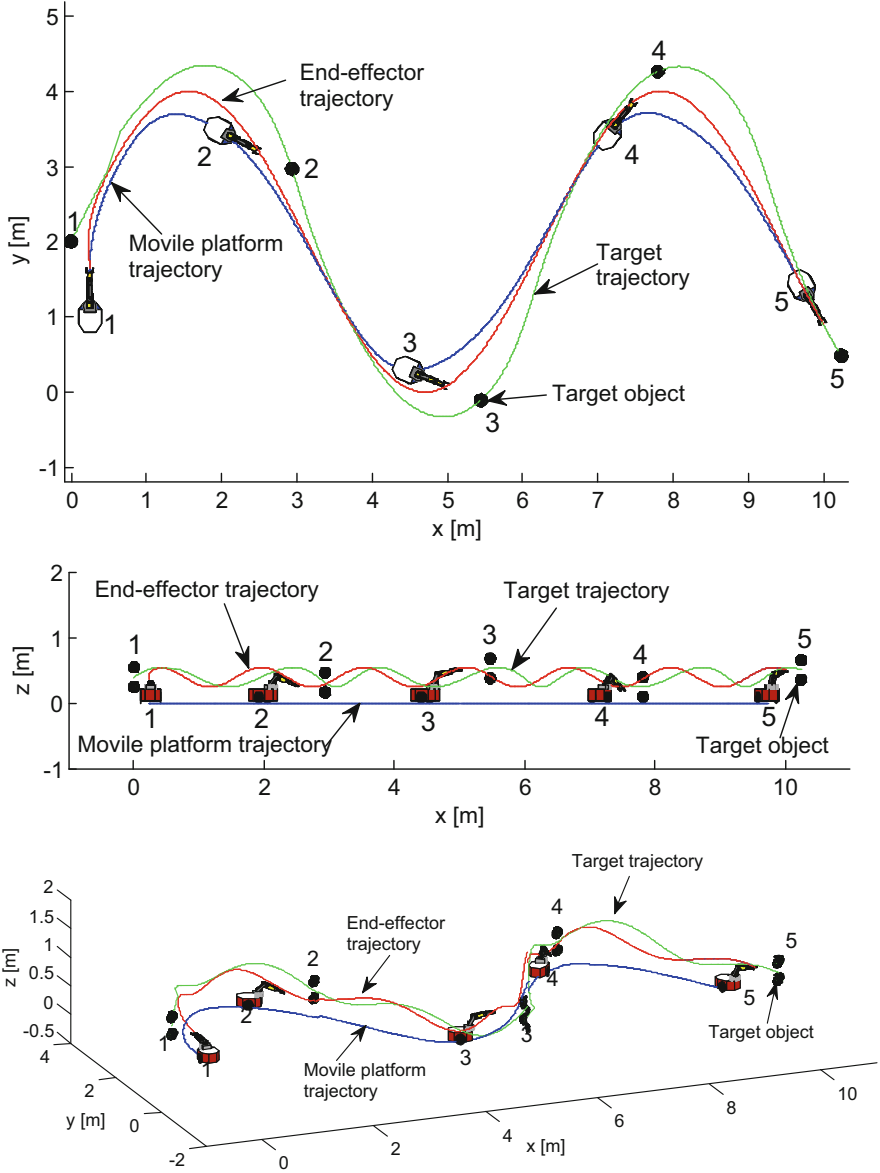 5
4
3
2
1
0
-1
y [m]
0 1 2 3 4 5 6 7 8 9 10
x [m]
End-effector
trajectory
Movile platform
trajectory
Target
trajectory
Target object
1
1
2
2
3
3
4
4
5
5
2
1
0
-1
z [m]
0 2 4 6 8 10
x [m]
End-effector trajectory
Target trajectory
Movile platform trajectory
Target object
1
2
3
4
5
1
2
3
4
5
2
1.5
1
0.5
0
-0.5
z [m]
4
2
0
-2
y [m]
0 2 4 6 8 10
x [m]
Target trajectory
End-effector
trajectory
Movile platform
trajectory
Target object
1
1
2
2
3
3
4
4
5
5